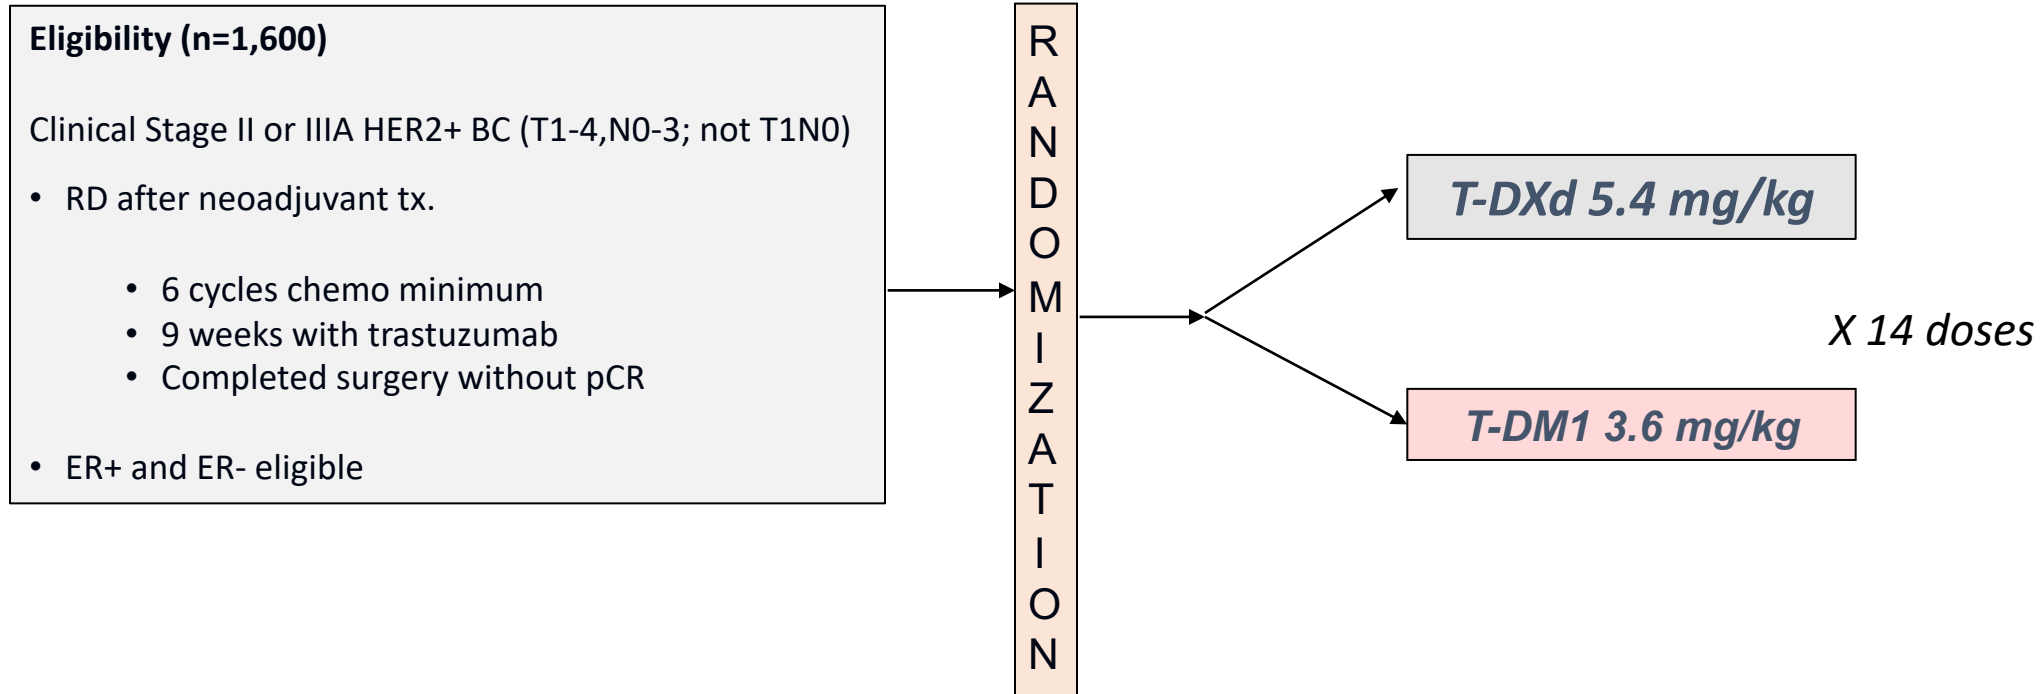 Eligibility (n=1,600)
Clinical Stage II or IIIA HER2+ BC (T1-4,N0-3; not T1N0)
• RD after neoadjuvant tx.
• 6 cycles chemo minimum
• 9 weeks with trastuzumab
• Completed surgery without pCR
• ER+ and ER- eligible
R
A
N
D
O
M
I
Z
A
T
I
O
N
T-DXd 5.4 mg/kg
X 14 doses
T-DM1 3.6 mg/kg